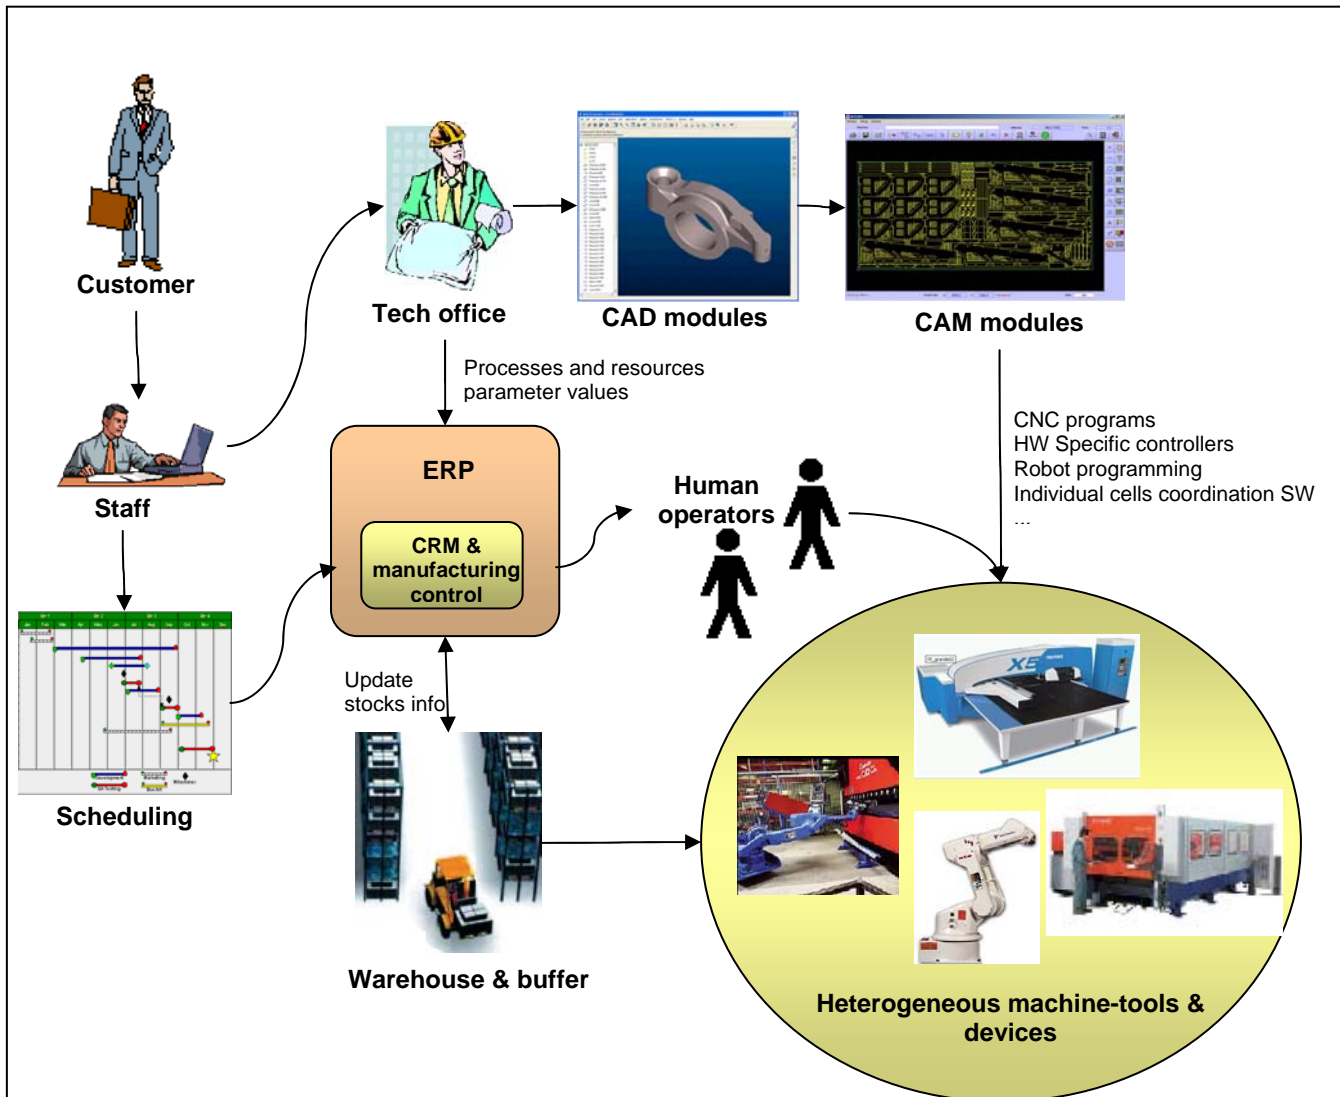 Customer
Tech office
CAD modules
CAM modules
Processes and resources
parameter values
CNC programs
HW Specific controllers
Robot programming
Individual cells coordination SW
...
Staff
ERP
CRM &
manufacturing
control
Human
operators
Update
stocks info
Scheduling
X5
Warehouse & buffer
Heterogeneous machine-tools &
devices